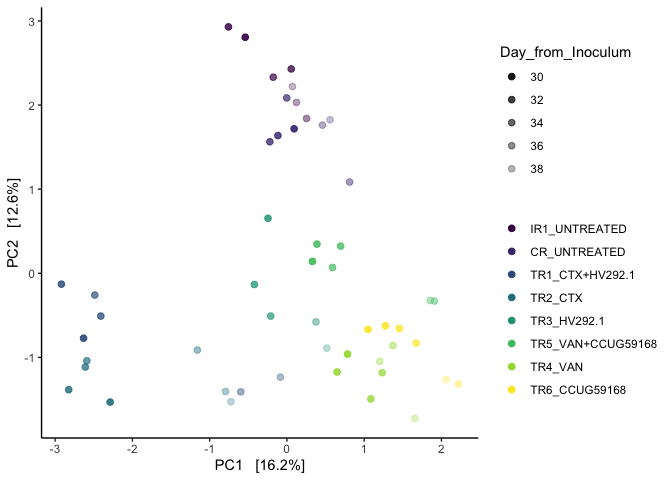 3
2
1
0
-1
PC2 [12.6%]
-3
-2
-1
0
1
2
PC1 [16.2%]
Day_from_Inoculum
30
32
34
36
38
IR1_UNTREATED
CR_UNTREATED
TR1_CTX+HV292.1
TR2_CTX
TR3_HV292.1
TR5_VAN+CCUG59168
TR4_VAN
TR6_CCUG59168